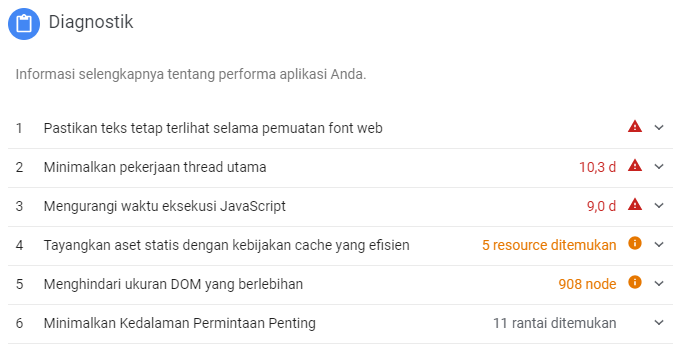 Diagnostik
Informasi selengkapnya tentang performa aplikasi Anda.
1 Pastikan teks tetap terlihat selama pemuatan font web
2 Minimalkan pekerjaan thread utama 10,3 d
3 Mengurangi waktu eksekusi JavaScript 9,0 d
4 Tayangkan aset statis dengan kebijakan cache yang efisien 5 resource ditemukan
5 Menghindari ukuran DOM yang berlebihan 908 node
6 Minimalkan Kedalaman Permintaan Penting 11 rantai ditemukan